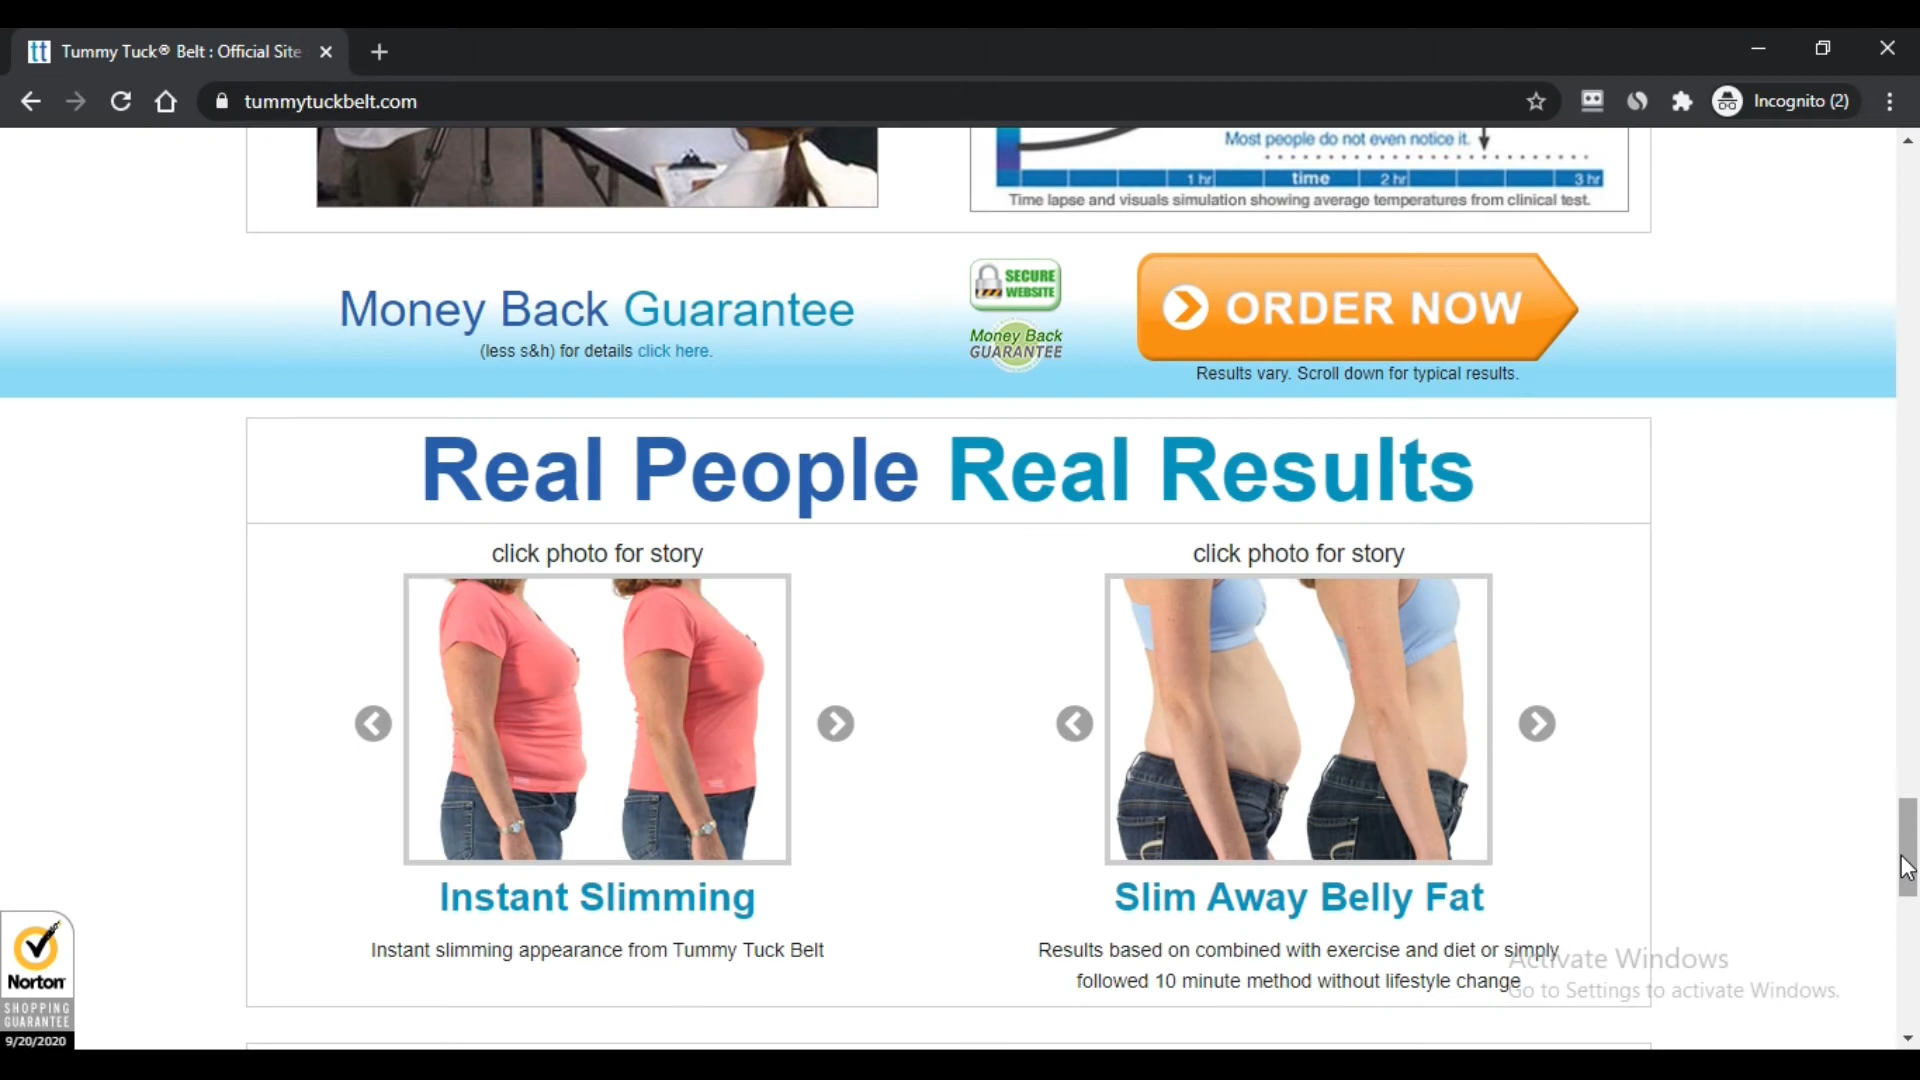 Tummy Tuck® Belt : Official Site
tummytuckbelt.com
Incognito (2)
Most people do not even notice it.
1 hr time 2 hr 3 hr
Time lapse and visuals simulation showing average temperatures from clinical test.
Money Back Guarantee
(less s&h) for details click here.
SECURE
WEBSITE
Money Back
GUARANTEE
ORDER NOW
Results vary. Scroll down for typical results.
Real People Real Results
click photo for story
click photo for story
Instant Slimming
Slim Away Belly Fat
Instant slimming appearance from Tummy Tuck Belt
Results based on combined with exercise and diet or simply
followed 10 minute method without lifestyle change
Activate Windows
Go to Settings to activate Windows.
Norton
SHOPPING
GUARANTEE
9/20/2020